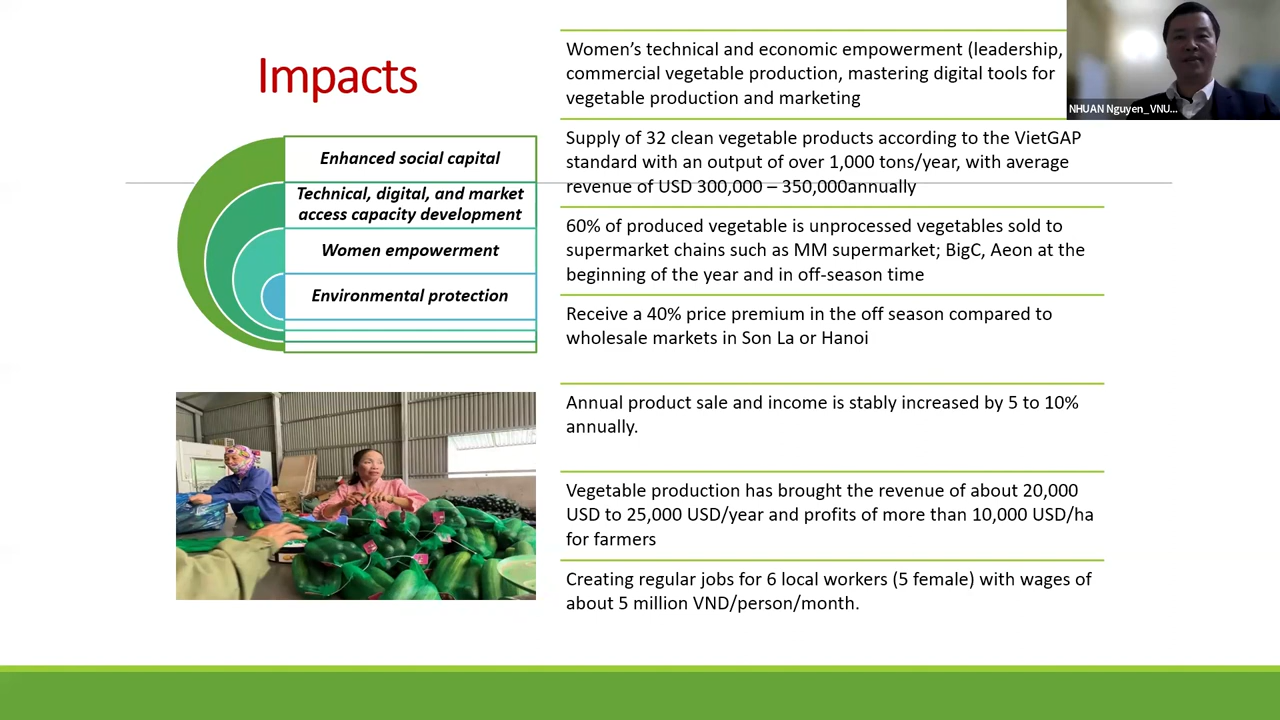 Impacts
Enhanced social capital
Technical, digital, and market
access capacity development
Women empowerment
Environmental protection
Women's technical and economic empowerment (leadership,
commercial vegetable production, mastering digital tools for
vegetable production and marketing
Supply of 32 clean vegetable products according to the VietGAP
standard with an output of over 1,000 tons/year, with average
revenue of USD 300,000 – 350,000annually
60% of produced vegetable is unprocessed vegetables sold to
supermarket chains such as MM supermarket; BigC, Aeon at the
beginning of the year and in off-season time
Receive a 40% price premium in the off season compared to
wholesale markets in Son La or Hanoi
Annual product sale and income is stably increased by 5 to 10%
annually.
Vegetable production has brought the revenue of about 20,000
USD to 25,000 USD/year and profits of more than 10,000 USD/ha
for farmers
Creating regular jobs for 6 local workers (5 female) with wages of
about 5 million VND/person/month.
NHUAN Nguyen_VNU...